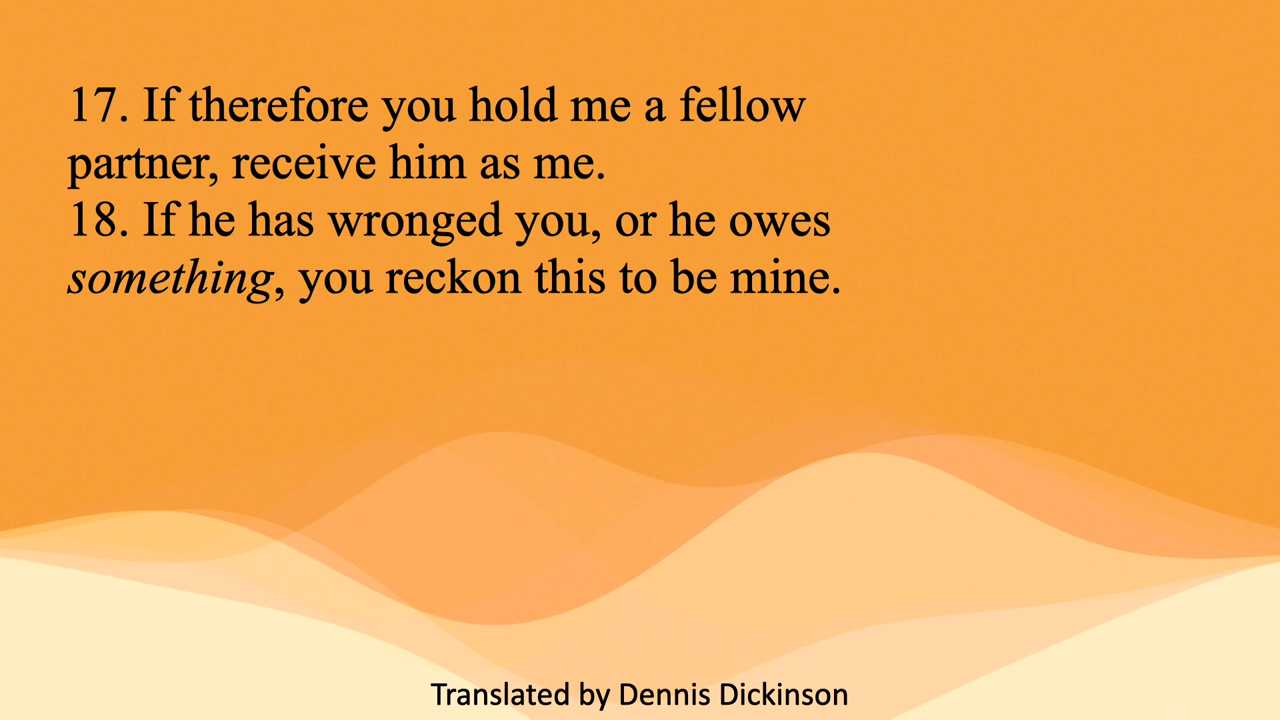 17. If therefore you hold me a fellow
partner, receive him as me.
18. If he has wronged you, or he owes
something, you reckon this to be mine.
Translated by Dennis Dickinson